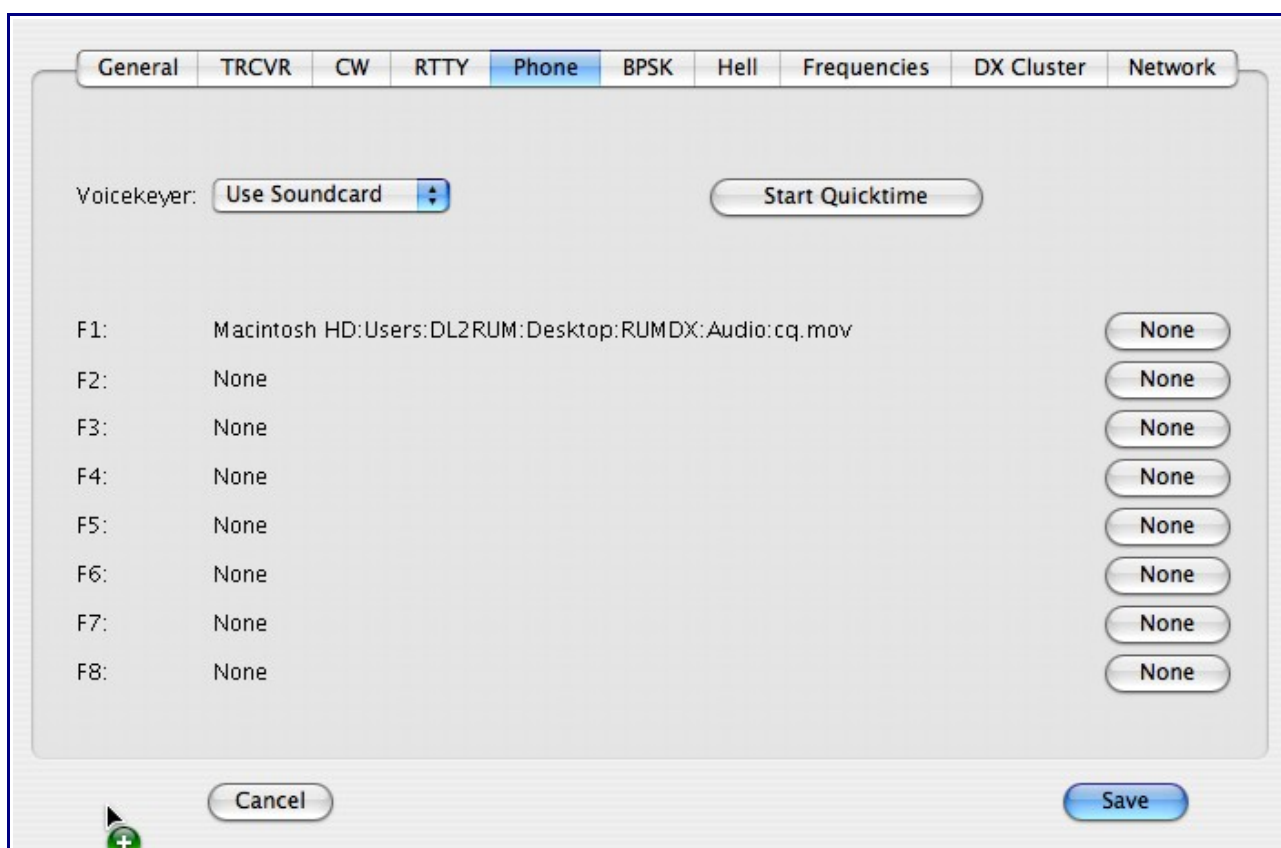 General TRCVR CW RTTY Phone BPSK Hell Frequencies DX Cluster Network
Voicekeyer: Use Soundcard Start Quicktime
F1: Macintosh HD:Users:DL2RUM:Desktop:RUMDX:Audio:cq.mov None
F2: None None
F3: None None
F4: None None
F5: None None
F6: None None
F7: None None
F8: None None
Cancel Save